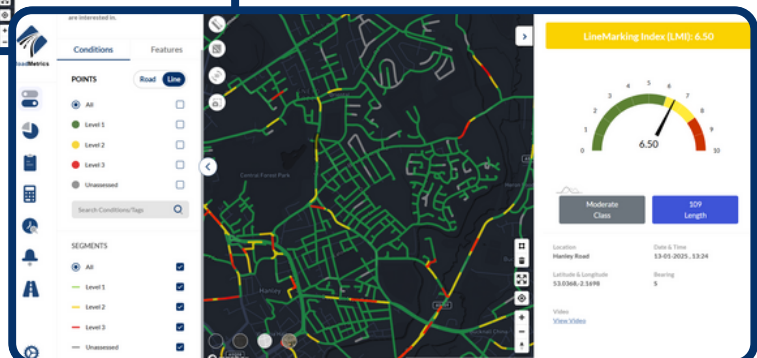 are interested in.
RoadMetrics
Conditions
Features
POINTS
Road
Line
All
Level 1
Level 2
Level 3
Unassessed
Search Conditions/Tags
SEGMENTS
All
Level 1
Level 2
Level 3
Unassessed
Central Forest Park
Hanley
LineMarking Index (LMI): 6.50
0
1
2
3
4
5
6
7
8
9
10
6.50
Moderate
Class
109
Length
Location
Hanley Road
Date & Time
13-01-2025 , 13:24
Latitude & Longitude
53.0368,-2.1698
Bearing
S
Video
View Video